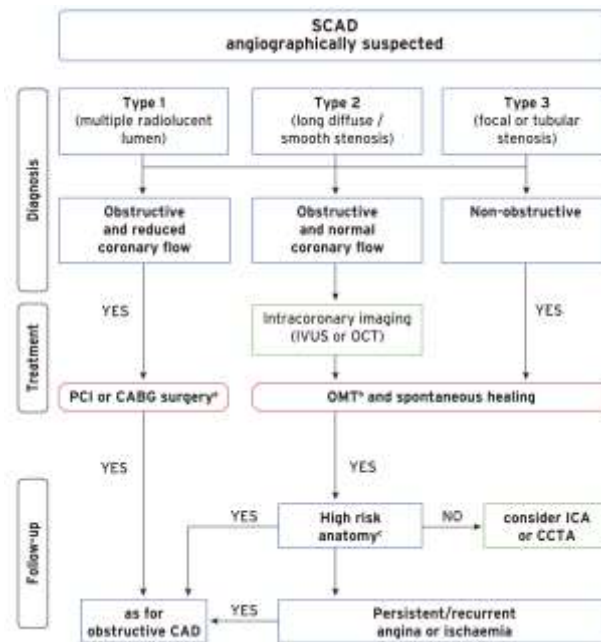 SCAD
angiographically suspected
Diagnosis
Type 1
(multiple radiolucent
lumen)
Type 2
(long diffuse /
smooth stenosis)
Type 3
(focal or tubular
stenosis)
Obstructive
and reduced
coronary flow
Obstructive
and normal
coronary flow
Non-obstructive
YES
YES
Treatment
Intracoronary imaging
(IVUS or OCT)
PCI or CABG surgeryᵃ
OMTᵇ and spontaneous healing
YES
YES
Follow-up
YES
High risk
anatomyᶜ
NO
consider ICA
or CCTA
as for
obstructive CAD
YES
Persistent/recurrent
angina or ischaemia